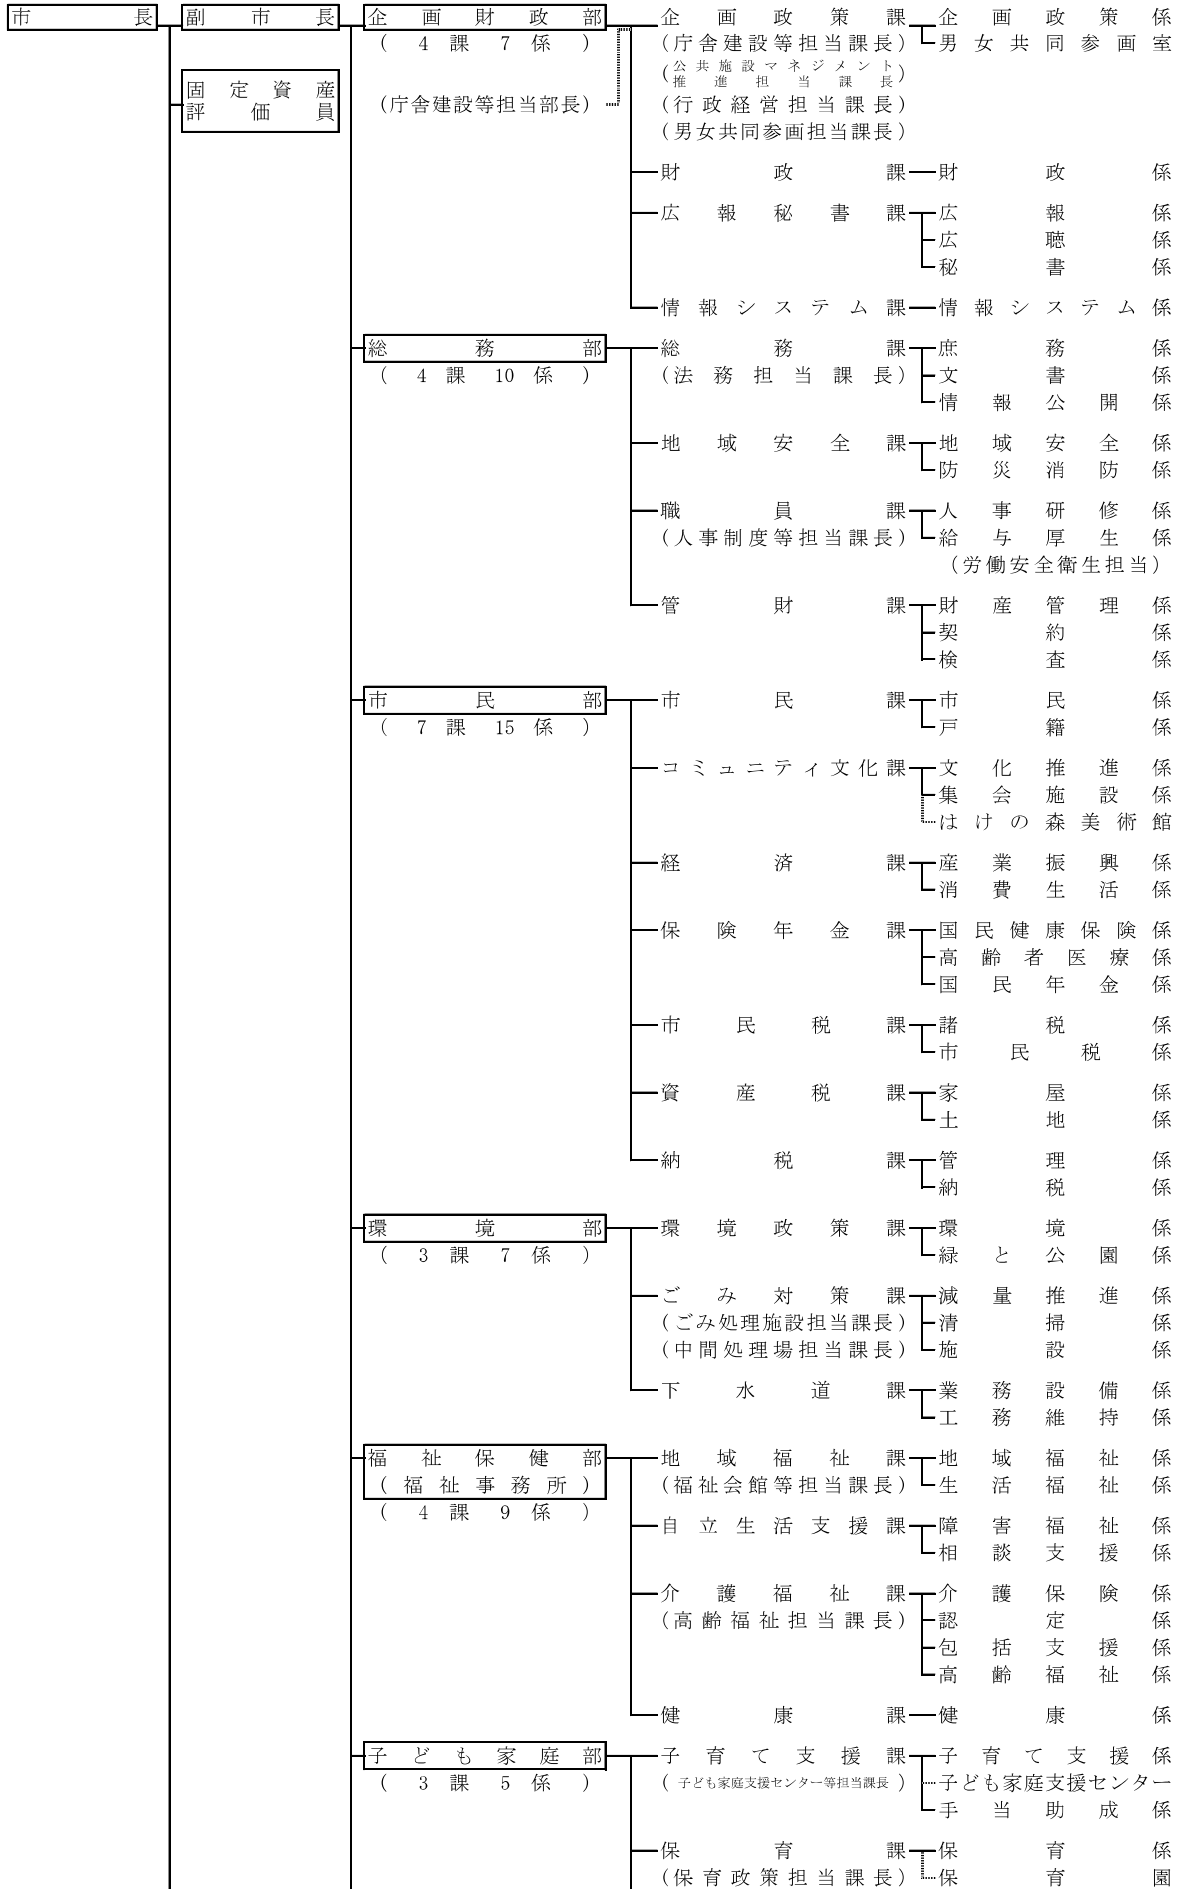 市長 副市長 企画財政部 企画政策課 企画政策係
(4課7係) (庁舎建設等担当課長) 男女共同参画室
(公共施設マネジメント推進担当課長)
固定資産評価員 (庁舎建設等担当部長) (行政経営担当課長)
(男女共同参画担当課長)
財政課 財政係
広報秘書課 広報係
広聴係
秘書係
情報システム課 情報システム係
総務部 総務課 庶務係
(4課10係) (法務担当課長) 文書係
情報公開係
地域安全課 地域安全係
防災消防係
職員課 人事研修係
(人事制度等担当課長) 給与厚生係
(労働安全衛生担当)
管財課 財産管理係
契約係
検査係
市民部 市民課 市民係
(7課15係) 戸籍係
コミュニティ文化課 文化推進係
集会施設係
はけの森美術館
経済課 産業振興係
消費生活係
保険年金課 国民健康保険係
高齢者医療係
国民年金係
市民税課 諸税係
市民税係
資産税課 家屋係
土地係
納税課 管理係
納税係
環境部 環境政策課 環境係
(3課7係) 緑と公園係
ごみ対策課 減量推進係
(ごみ処理施設担当課長) 清掃係
(中間処理場担当課長) 施設係
下水道課 業務設備係
工務維持係
福祉保健部 地域福祉課 地域福祉係
(福祉事務所) (福祉会館等担当課長) 生活福祉係
(4課9係)
自立生活支援課 障害福祉係
相談支援係
介護福祉課 介護保険係
(高齢福祉担当課長) 認定係
包括支援係
高齢福祉係
健康課 健康係
子ども家庭部 子育て支援課 子育て支援係
(3課5係) (子ども家庭支援センター等担当課長) 子ども家庭支援センター
手当助成係
保育課 保育係
(保育政策担当課長) 保育園